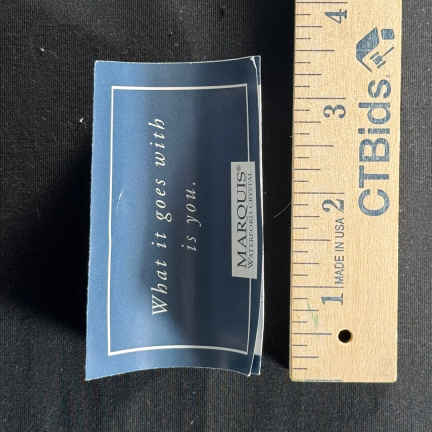 What it goes with
is you.
MARQUIS®
WATERFORD CRYSTAL
CTBids
MADE IN USA
1
2
3
4